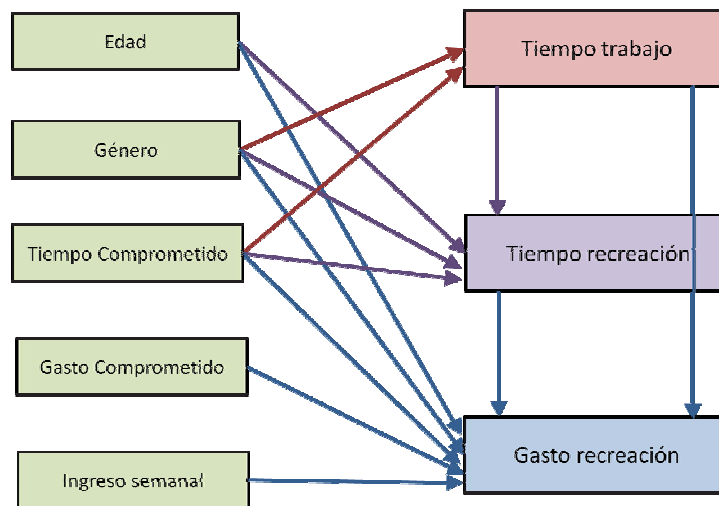 Edad
Tiempo trabajo
Género
Tiempo Comprometido
Tiempo recreación
Gasto Comprometido
Gasto recreación
Ingreso semanal